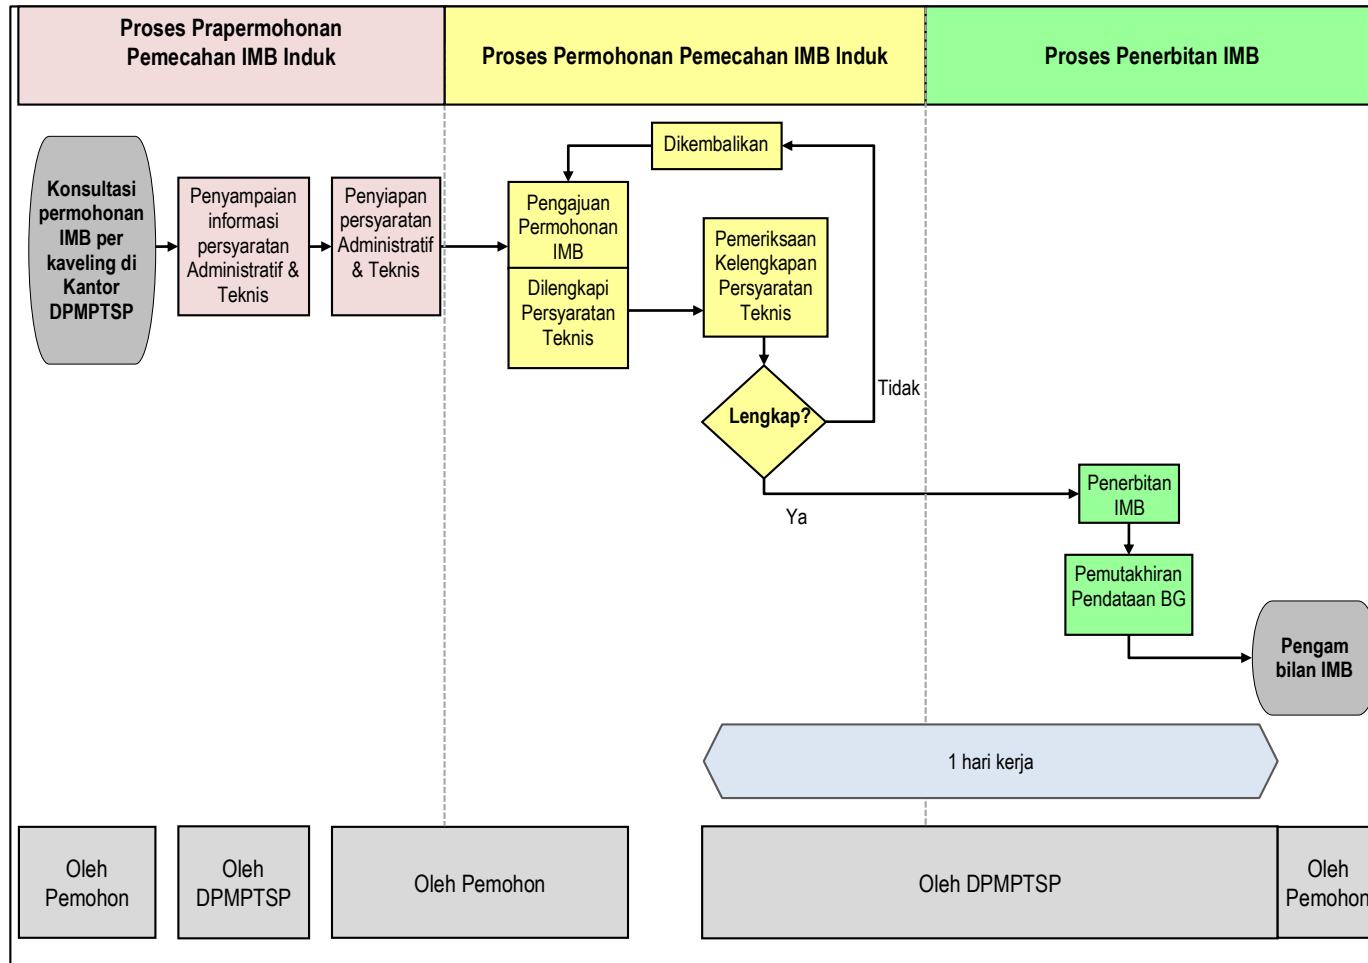 Proses Prapermohonan
Pemecahan IMB Induk
Proses Permohonan Pemecahan IMB Induk
Proses Penerbitan IMB
Konsultasi
permohonan
IMB per
kaveling di
Kantor
DPMPTSP
Penyampaian
informasi
persyaratan
Administratif &
Teknis
Penyiapan
persyaratan
Administratif
& Teknis
Dikembalikan
Pengajuan
Permohonan
IMB
Dilengkapi
Persyaratan
Teknis
Pemeriksaan
Kelengkapan
Persyaratan
Teknis
Lengkap?
Tidak
Ya
Penerbitan
IMB
Pemutakhiran
Pendataan BG
Pengam
bilan IMB
1 hari kerja
Oleh
Pemohon
Oleh
DPMPTSP
Oleh Pemohon
Oleh DPMPTSP
Oleh
Pemohon